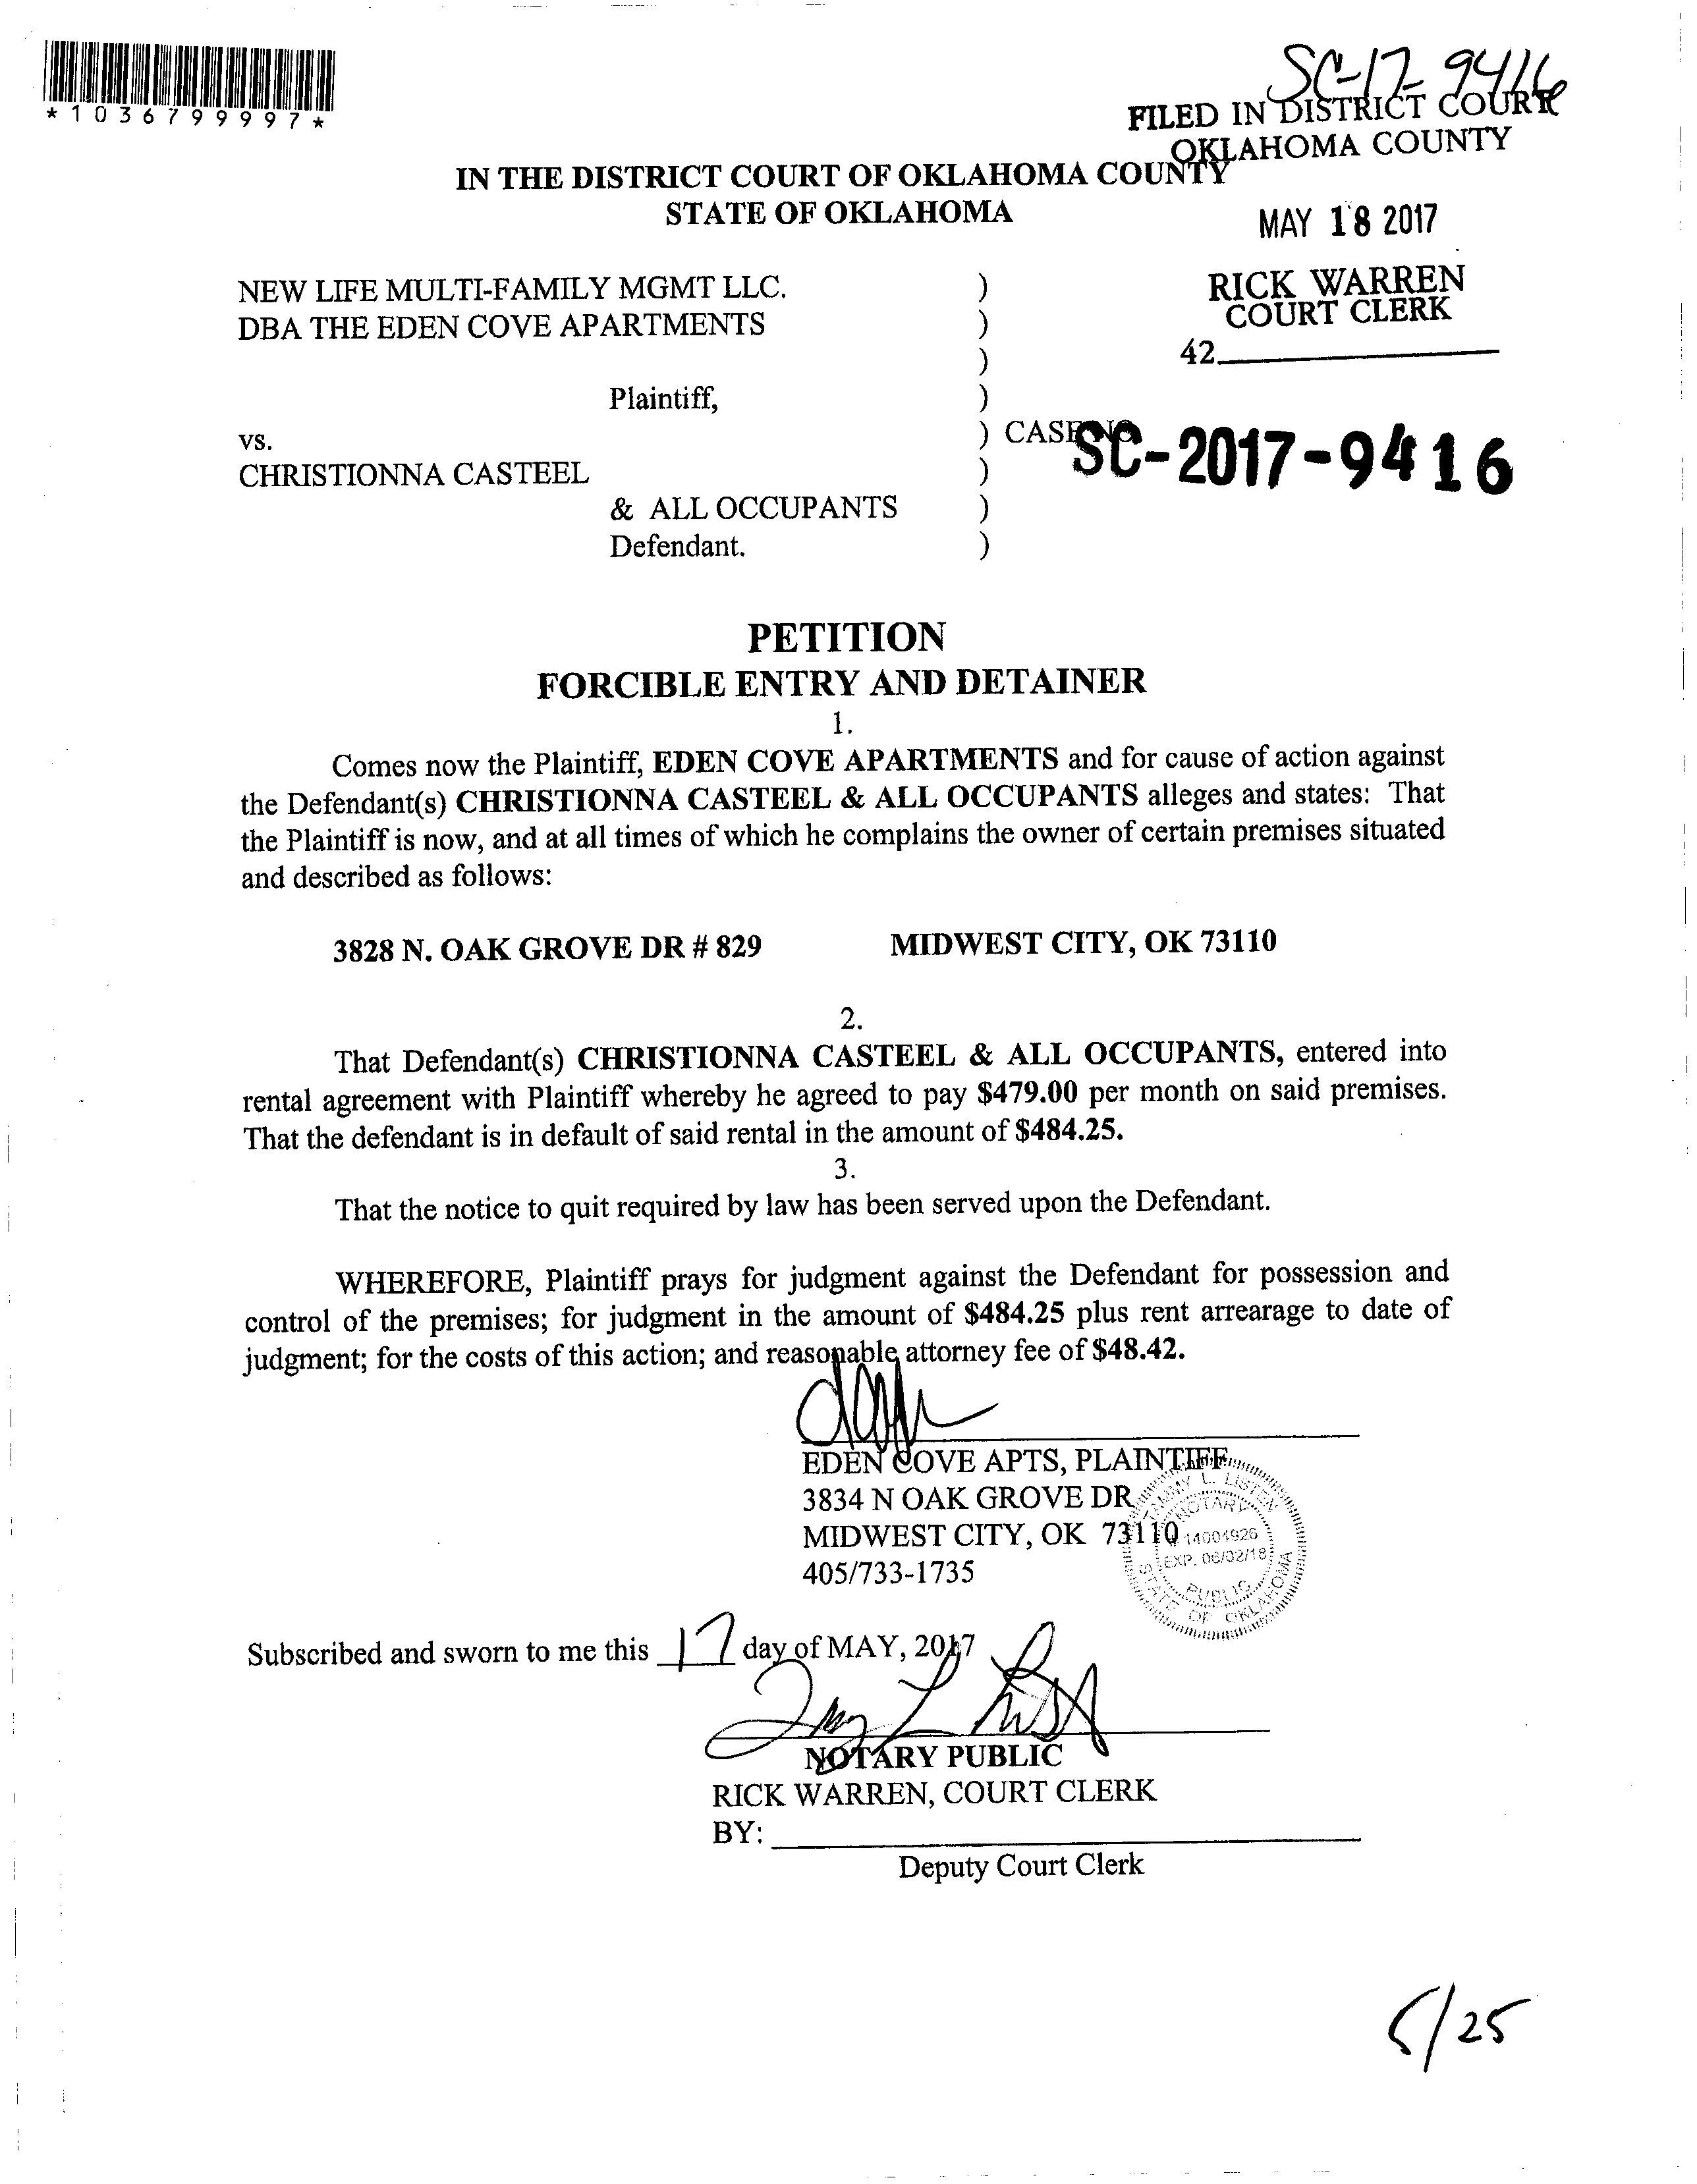 *1036799997*
SC-17-9416
FILED IN DISTRICT COURT
OKLAHOMA COUNTY
IN THE DISTRICT COURT OF OKLAHOMA COUNTY
STATE OF OKLAHOMA
MAY 18 2017
NEW LIFE MULTI-FAMILY MGMT LLC. )
RICK WARREN
DBA THE EDEN COVE APARTMENTS )
COURT CLERK
)
42
Plaintiff, )
vs. ) CASE NO
SC-2017-9416
CHRISTIONNA CASTEEL )
& ALL OCCUPANTS )
Defendant. )
PETITION
FORCIBLE ENTRY AND DETAINER
1.
Comes now the Plaintiff, EDEN COVE APARTMENTS and for cause of action against
the Defendant(s) CHRISTIONNA CASTEEL & ALL OCCUPANTS alleges and states: That
the Plaintiff is now, and at all times of which he complains the owner of certain premises situated
and described as follows:
3828 N. OAK GROVE DR # 829 MIDWEST CITY, OK 73110
2.
That Defendant(s) CHRISTIONNA CASTEEL & ALL OCCUPANTS, entered into
rental agreement with Plaintiff whereby he agreed to pay $479.00 per month on said premises.
That the defendant is in default of said rental in the amount of $484.25.
3.
That the notice to quit required by law has been served upon the Defendant.
WHEREFORE, Plaintiff prays for judgment against the Defendant for possession and
control of the premises; for judgment in the amount of $484.25 plus rent arrearage to date of
judgment; for the costs of this action; and reasonable attorney fee of $48.42.
EDEN COVE APTS, PLAINTIFF
3834 N OAK GROVE DR
MIDWEST CITY, OK 73110
405/733-1735
TAMMY L. LISTEN
NOTARY
# 14004926
EXP. 06/02/18
PUBLIC
STATE OF OKLAHOMA
Subscribed and sworn to me this 17 day of MAY, 2017
NOTARY PUBLIC
RICK WARREN, COURT CLERK
BY:
Deputy Court Clerk
5/25